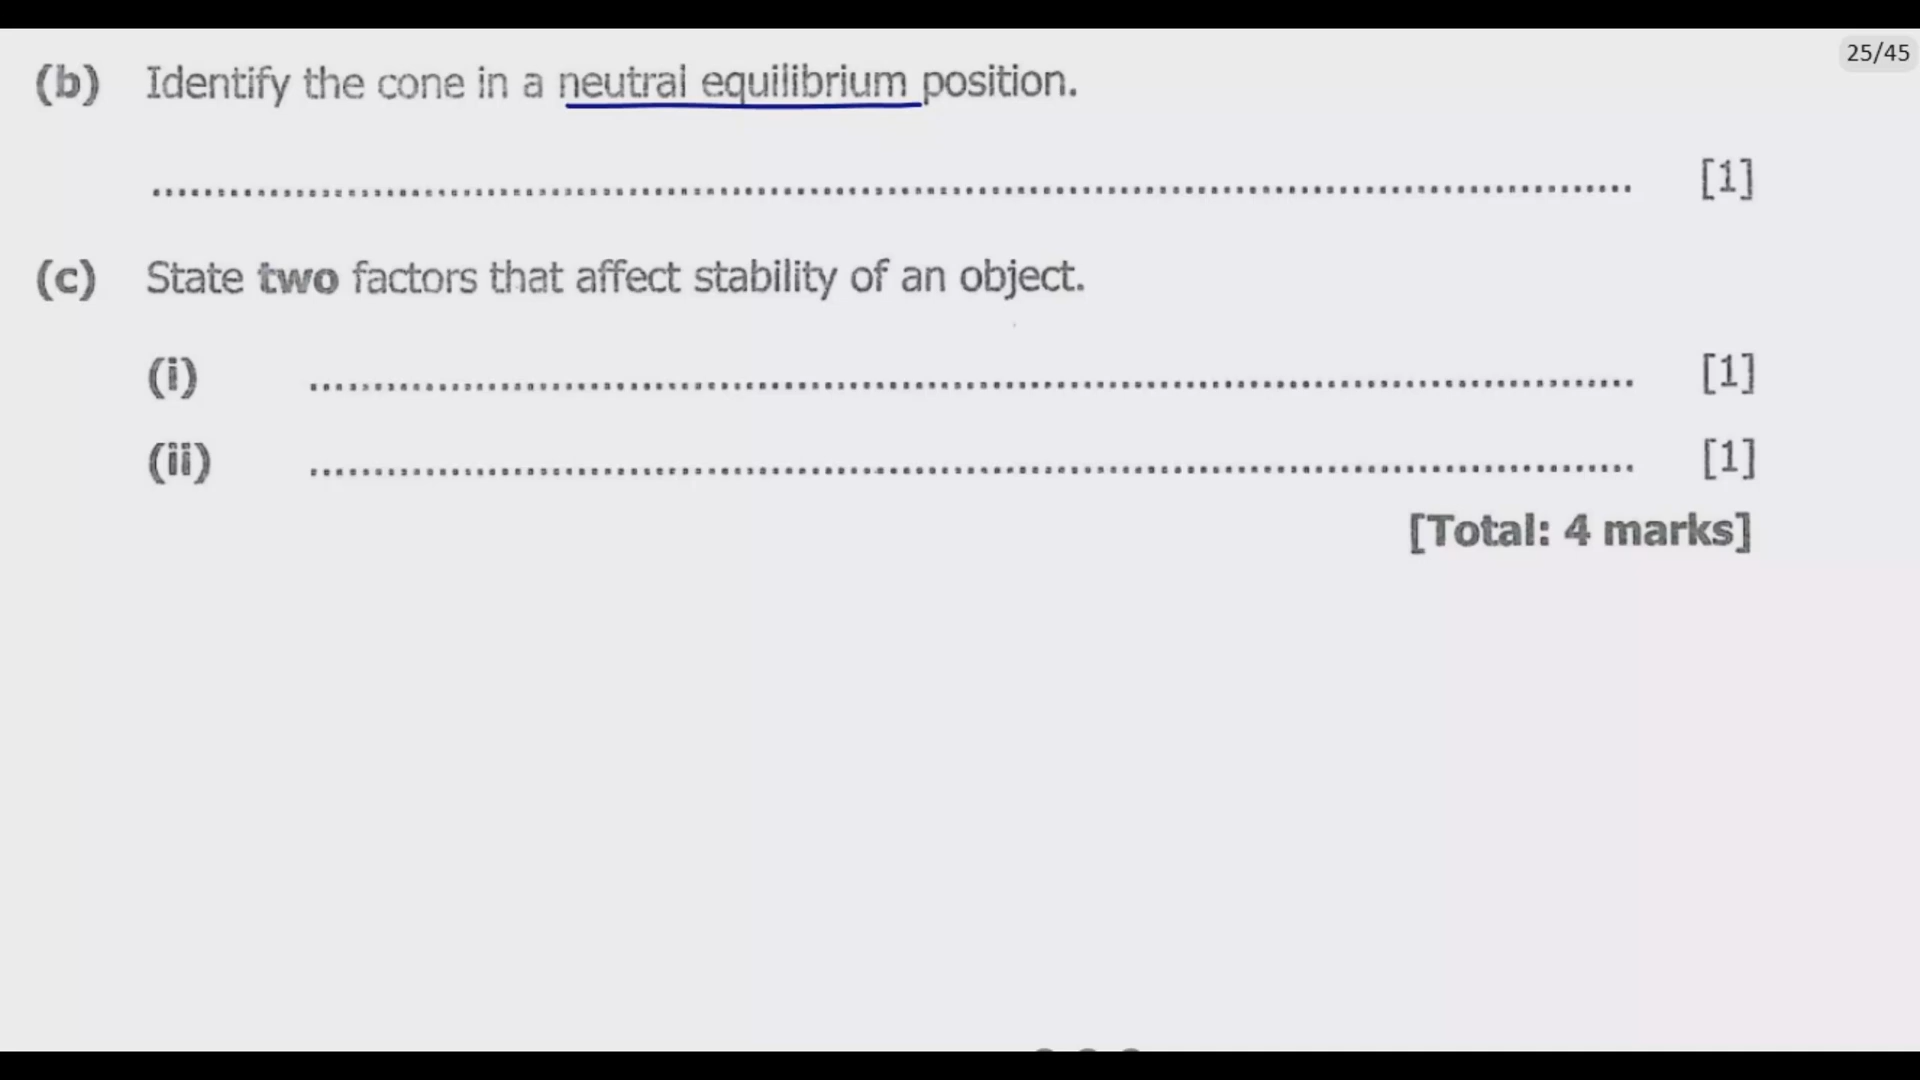 25/45
(b) Identify the cone in a neutral equilibrium position.
........................................................................................................ [1]
(c) State two factors that affect stability of an object.
(i) ........................................................................................................ [1]
(ii) ........................................................................................................ [1]
[Total: 4 marks]